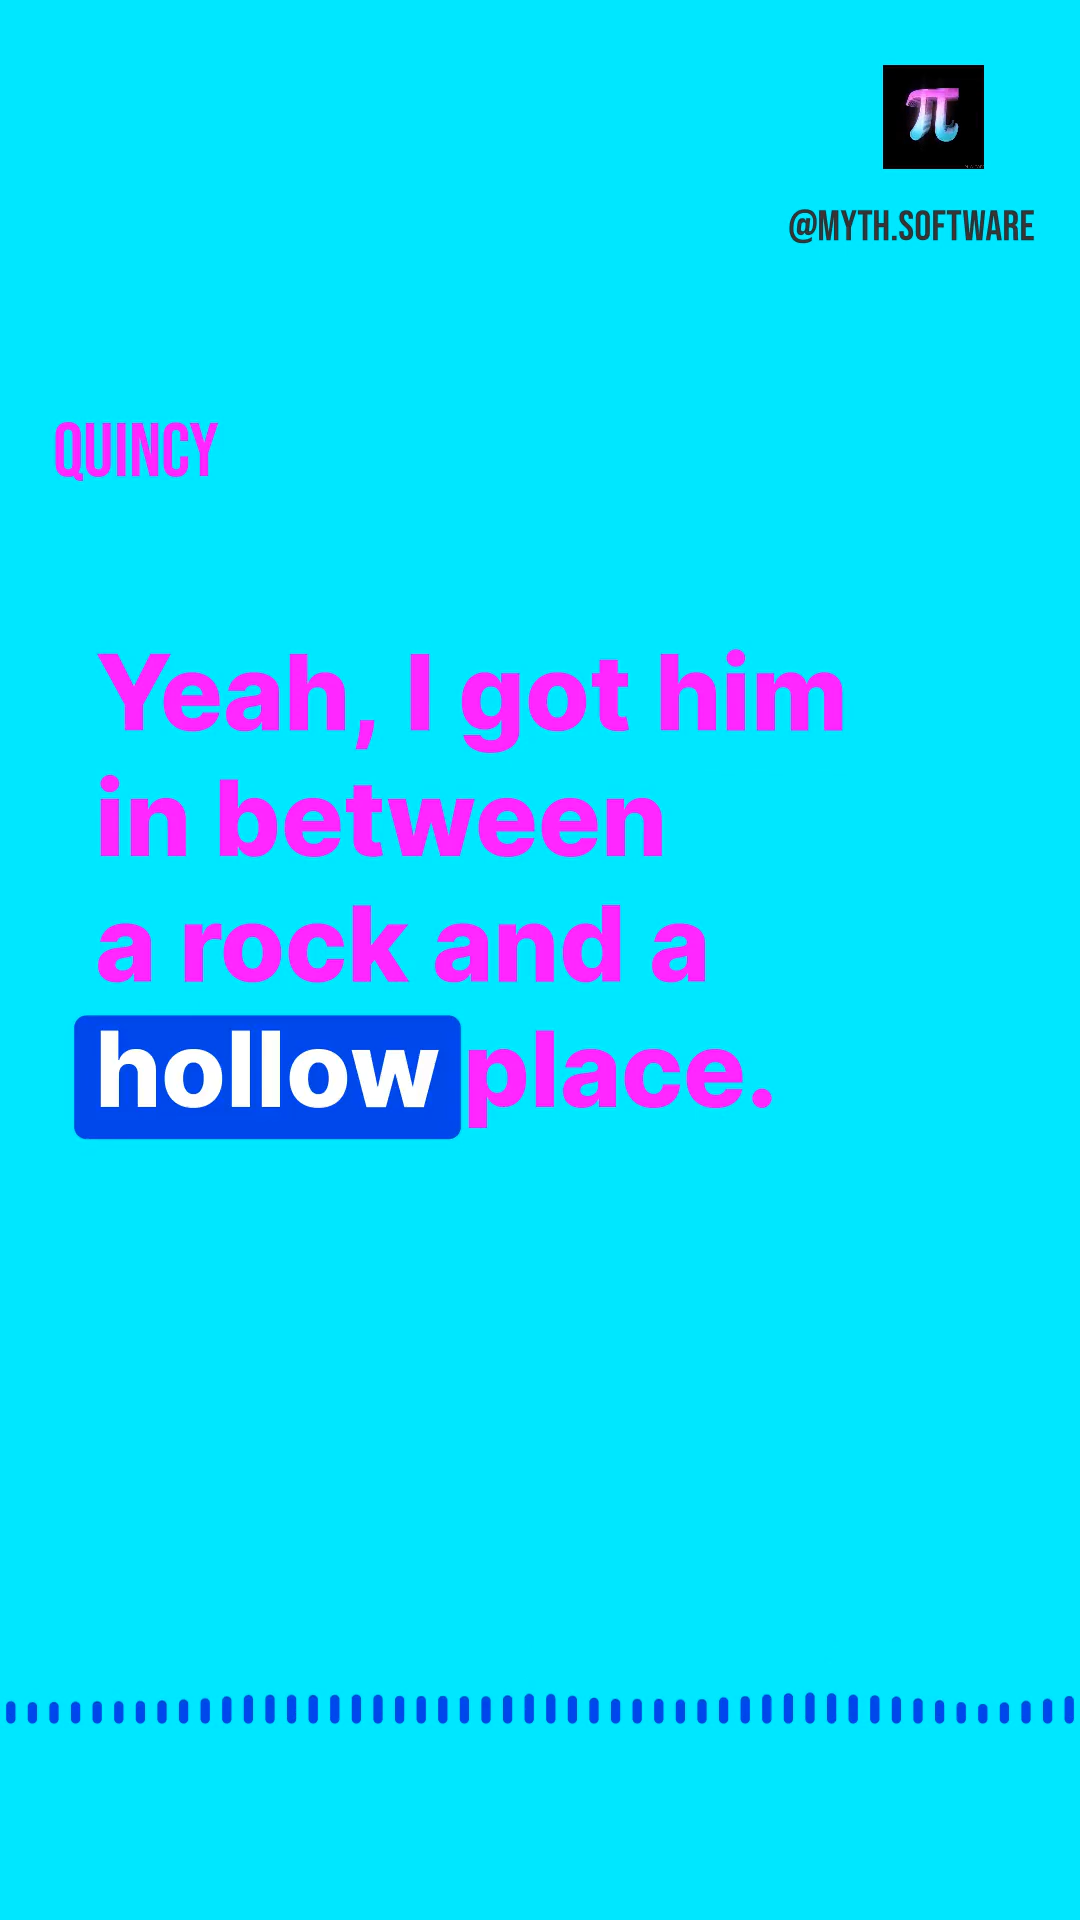 π
@MYTH.SOFTWARE
QUINCY
Yeah, I got him
in between
a rock and a
hollow place.